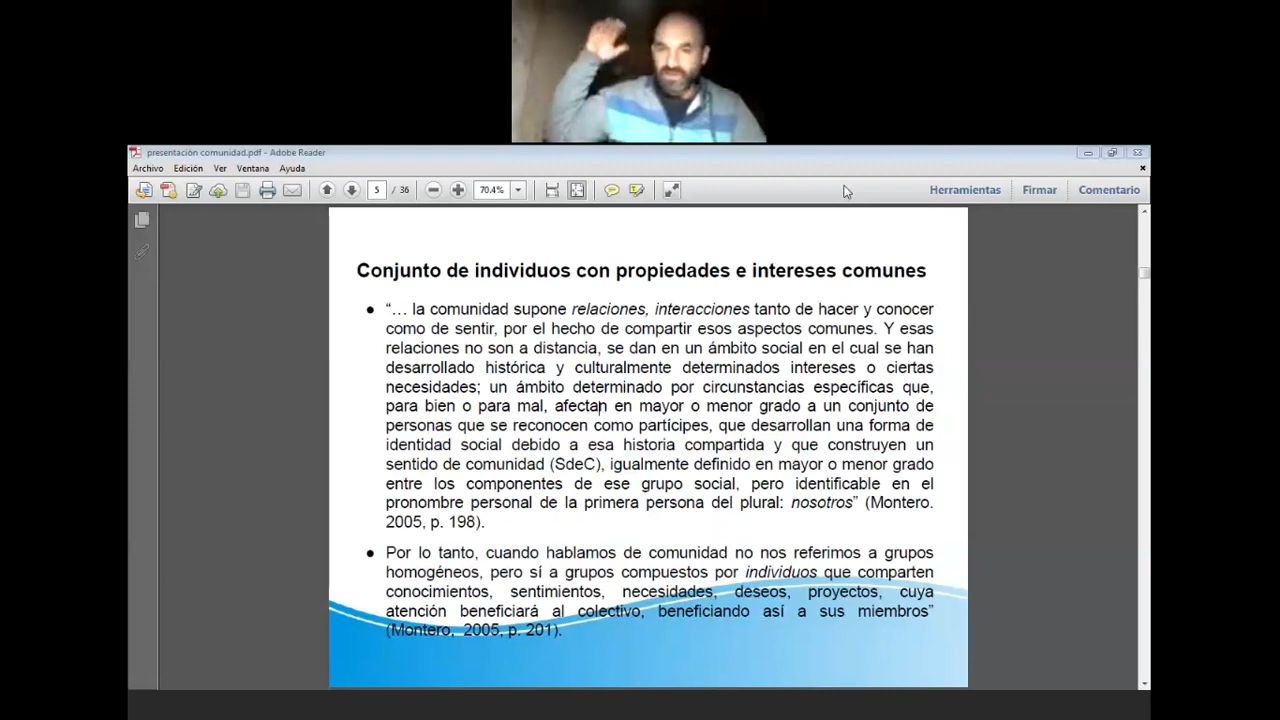 presentación comunidad.pdf - Adobe Reader
Archivo Edición Ver Ventana Ayuda
5 / 36 70.4% Herramientas Firmar Comentario
Conjunto de individuos con propiedades e intereses comunes
● “… la comunidad supone relaciones, interacciones tanto de hacer y conocer
como de sentir, por el hecho de compartir esos aspectos comunes. Y esas
relaciones no son a distancia, se dan en un ámbito social en el cual se han
desarrollado histórica y culturalmente determinados intereses o ciertas
necesidades; un ámbito determinado por circunstancias específicas que,
para bien o para mal, afectan en mayor o menor grado a un conjunto de
personas que se reconocen como partícipes, que desarrollan una forma de
identidad social debido a esa historia compartida y que construyen un
sentido de comunidad (SdeC), igualmente definido en mayor o menor grado
entre los componentes de ese grupo social, pero identificable en el
pronombre personal de la primera persona del plural: nosotros” (Montero.
2005, p. 198).
● Por lo tanto, cuando hablamos de comunidad no nos referimos a grupos
homogéneos, pero sí a grupos compuestos por individuos que comparten
conocimientos, sentimientos, necesidades, deseos, proyectos, cuya
atención beneficiará al colectivo, beneficiando así a sus miembros”
(Montero, 2005, p. 201).